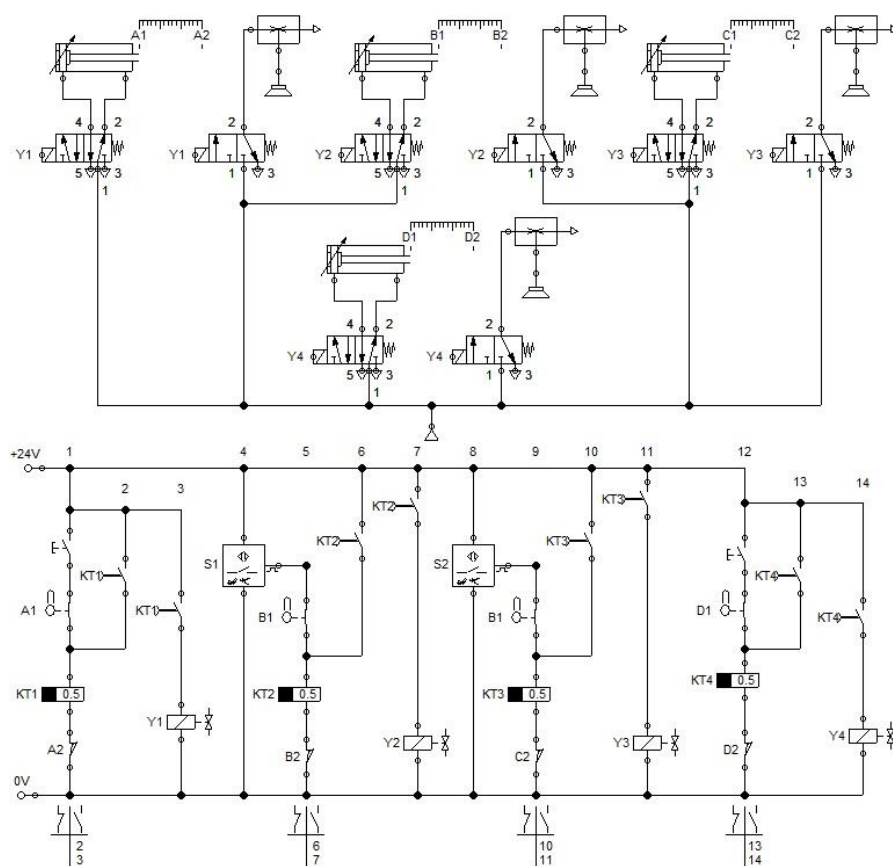 A1 A2 B1 B2 C1 C2
4 2 2 4 2 2 4 2 2
Y1 Y1 Y2 Y2 Y3 Y3
5 3 1 3 5 3 1 3 5 3 1 3
1 1 1
D1 D2
4 2 2
Y4 Y4
5 3 1 3
1
1 4 5 6 7 8 9 10 11 12
+24V
2 3 13 14
KT2 KT3
S1 KT2 S2 KT3
KT1 KT4
A1 KT1 B1 B1 D1 KT4
KT1 0.5 KT2 0.5 KT3 0.5 KT4 0.5
Y1 Y2 Y3 Y4
A2 B2 C2 D2
0V
2 6 10 13
3 7 11 14